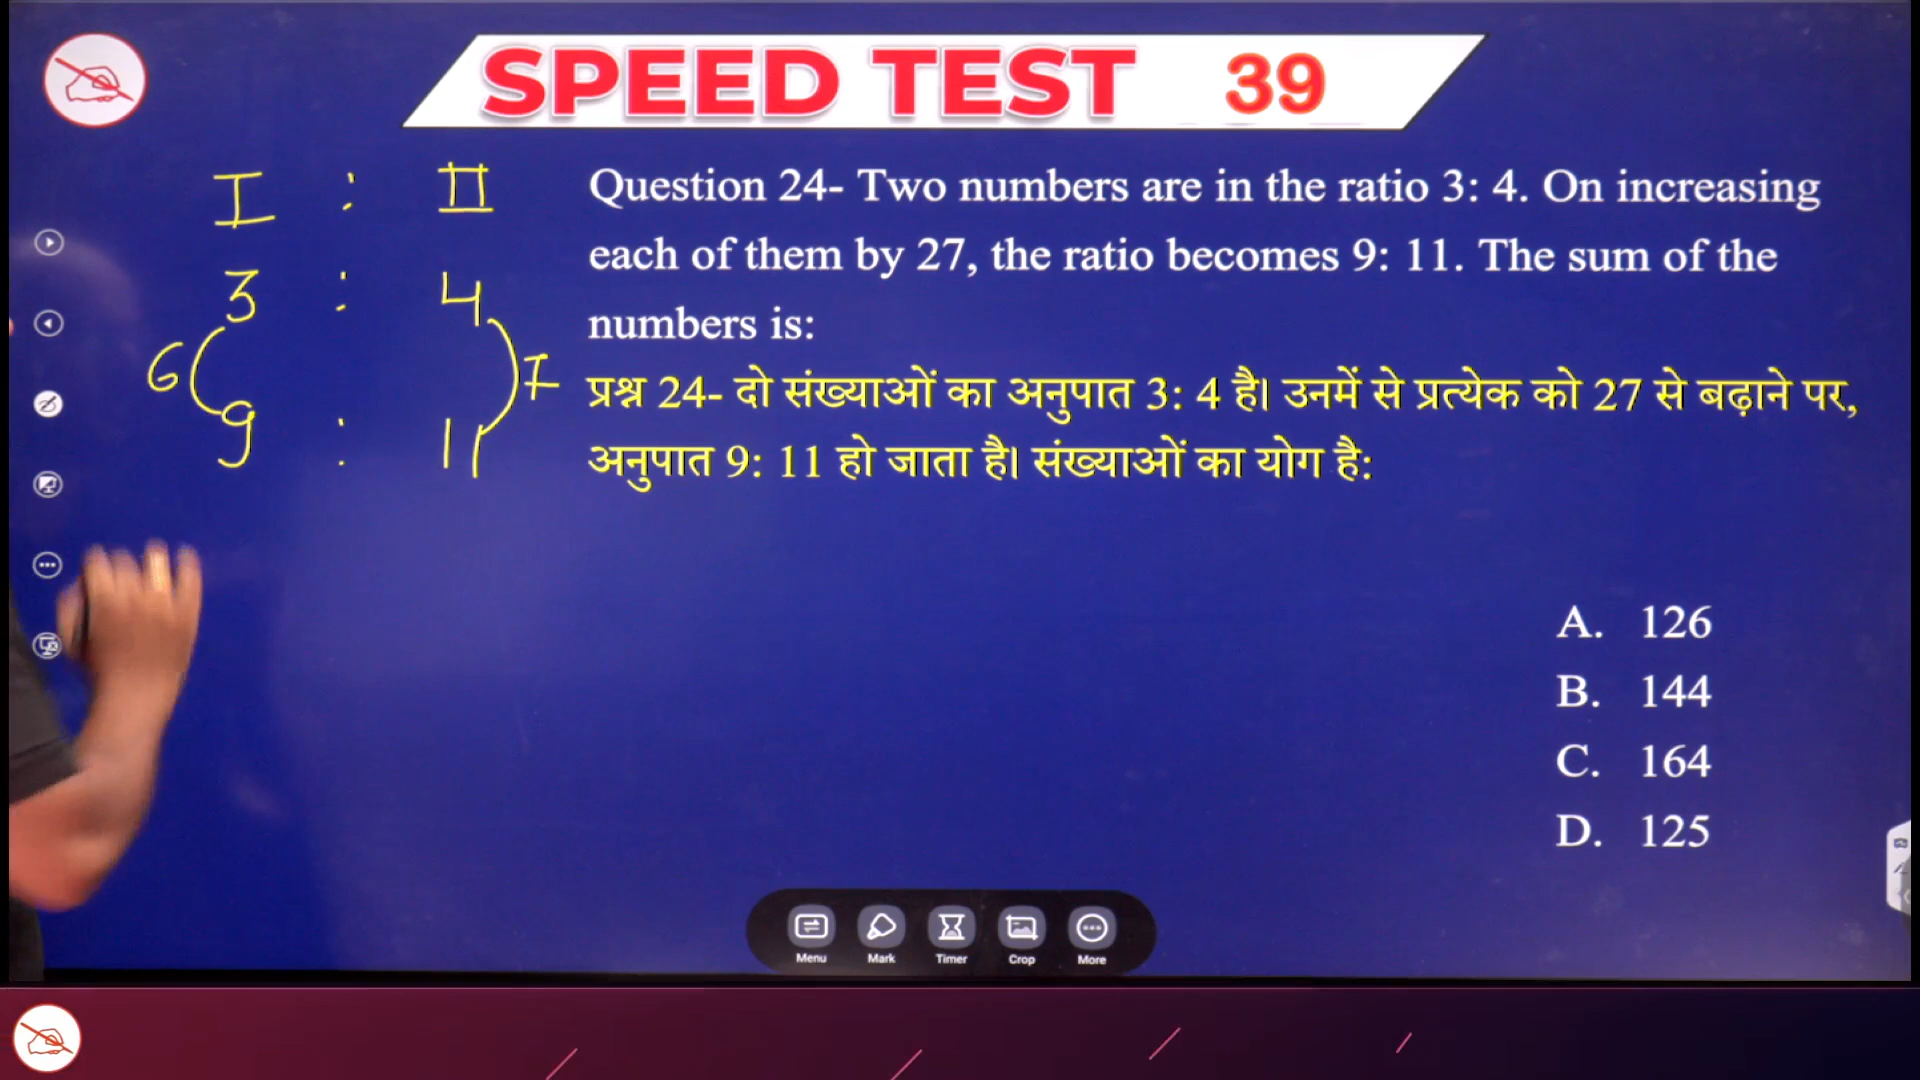 SPEED TEST 39
I : II
3 : 4
6 7
9 : 11
Question 24- Two numbers are in the ratio 3: 4. On increasing
each of them by 27, the ratio becomes 9: 11. The sum of the
numbers is:
प्रश्न 24- दो संख्याओं का अनुपात 3: 4 है। उनमें से प्रत्येक को 27 से बढ़ाने पर,
अनुपात 9: 11 हो जाता है। संख्याओं का योग है:
A. 126
B. 144
C. 164
D. 125
Menu Mark Timer Crop More